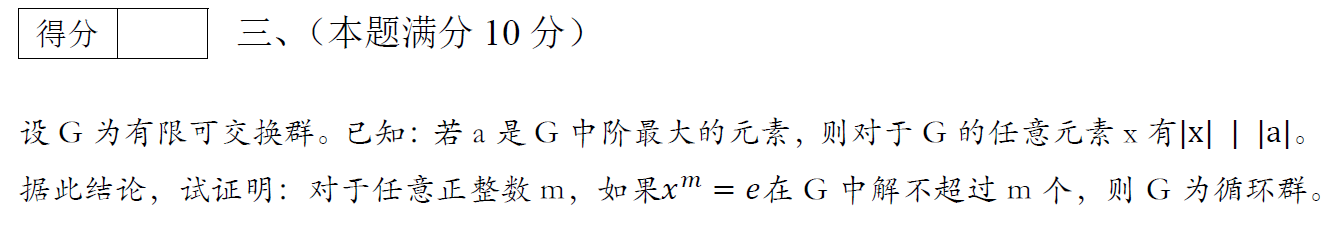 得分 三、（本题满分 10 分）
设 G 为有限可交换群。已知：若 a 是 G 中阶最大的元素，则对于 G 的任意元素 x 有|x| | |a|。
据此结论，试证明：对于任意正整数 m，如果𝑥ᵐ = 𝑒在 G 中解不超过 m 个，则 G 为循环群。